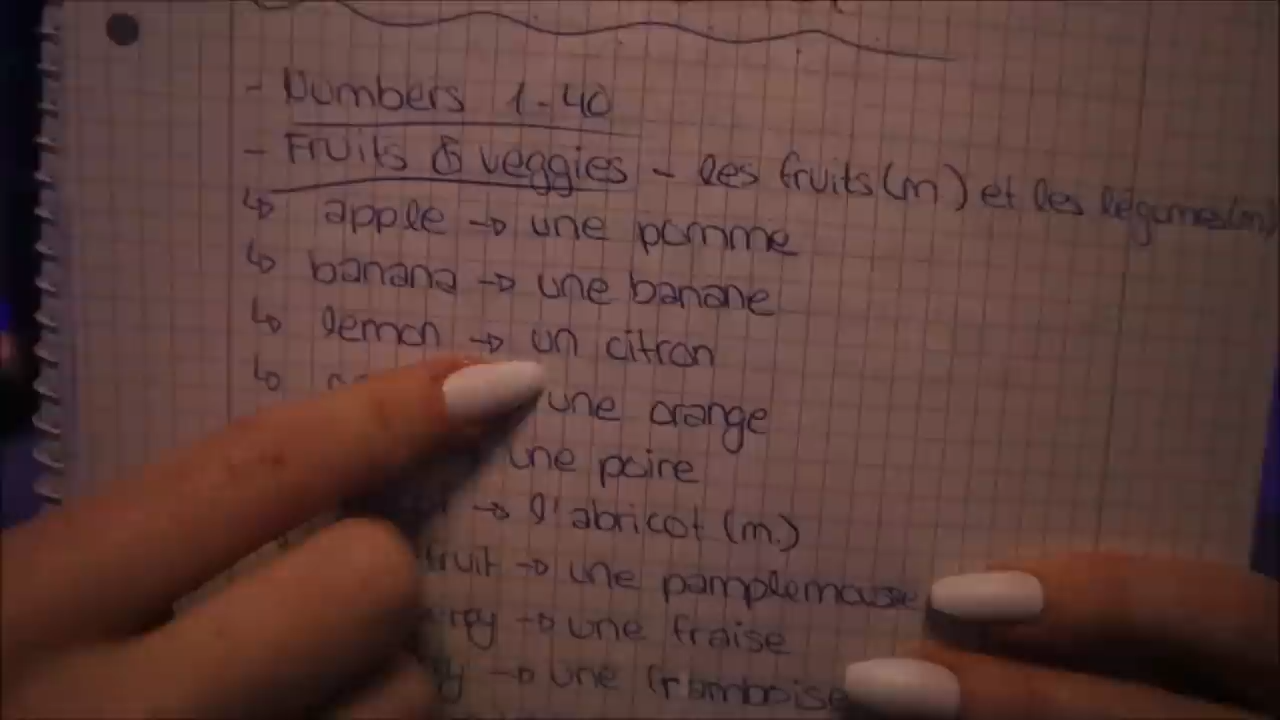 - Numbers 1-40
- Fruits & veggies - les fruits (m) et les légumes (m)
↳ apple → une pomme
↳ banana → une banane
↳ lemon → un citron
↳ une orange
une poire
→ l'abricot (m.)
fruit → une pamplemousse
→ une fraise
→ une framboise